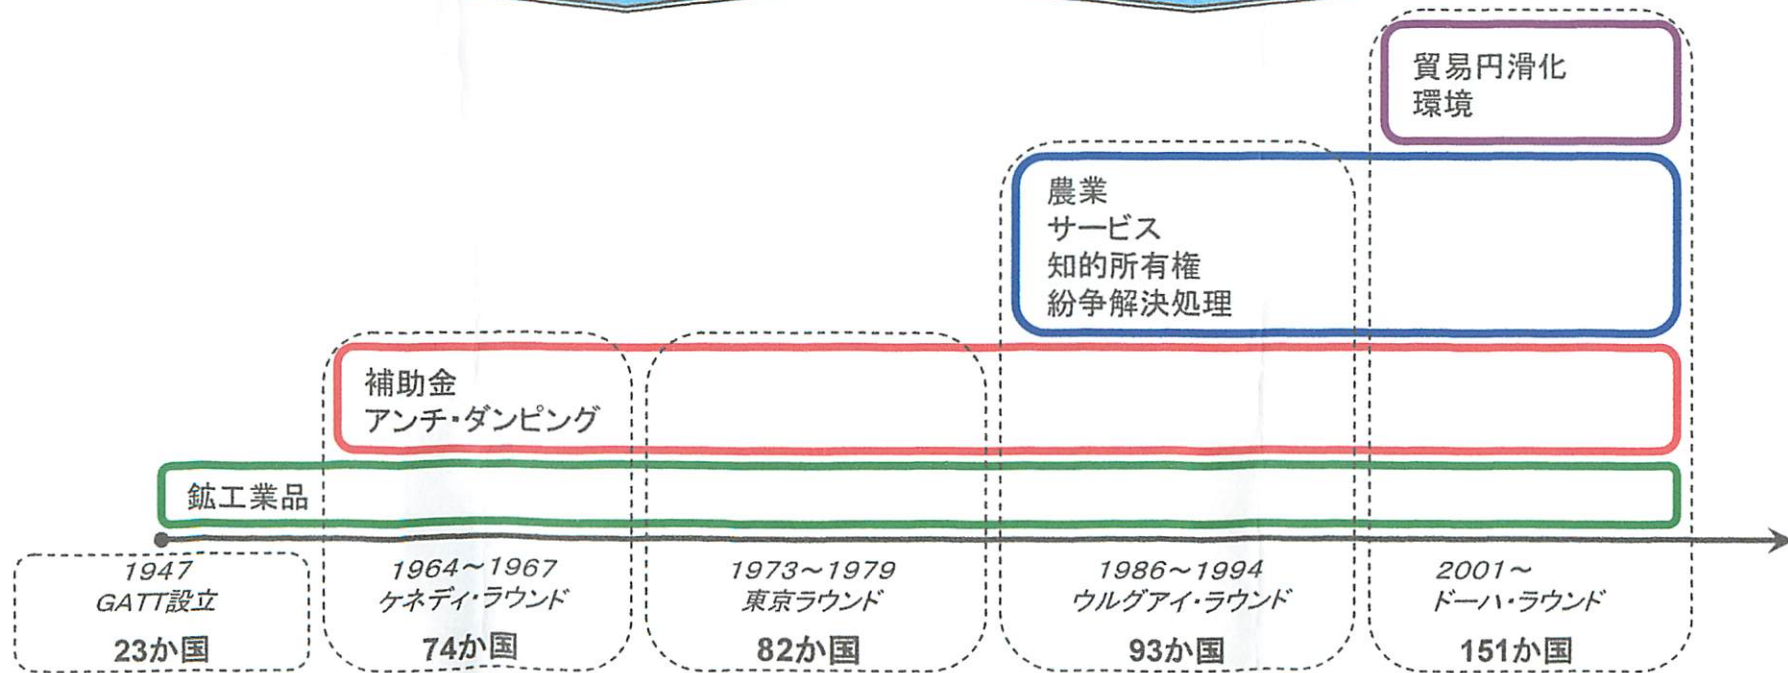 貿易円滑化
環境
農業
サービス
知的所有権
紛争解決処理
補助金
アンチ・ダンピング
鉱工業品
1947
GATT設立
23か国
1964～1967
ケネディ・ラウンド
74か国
1973～1979
東京ラウンド
82か国
1986～1994
ウルグアイ・ラウンド
93か国
2001～
ドーハ・ラウンド
151か国